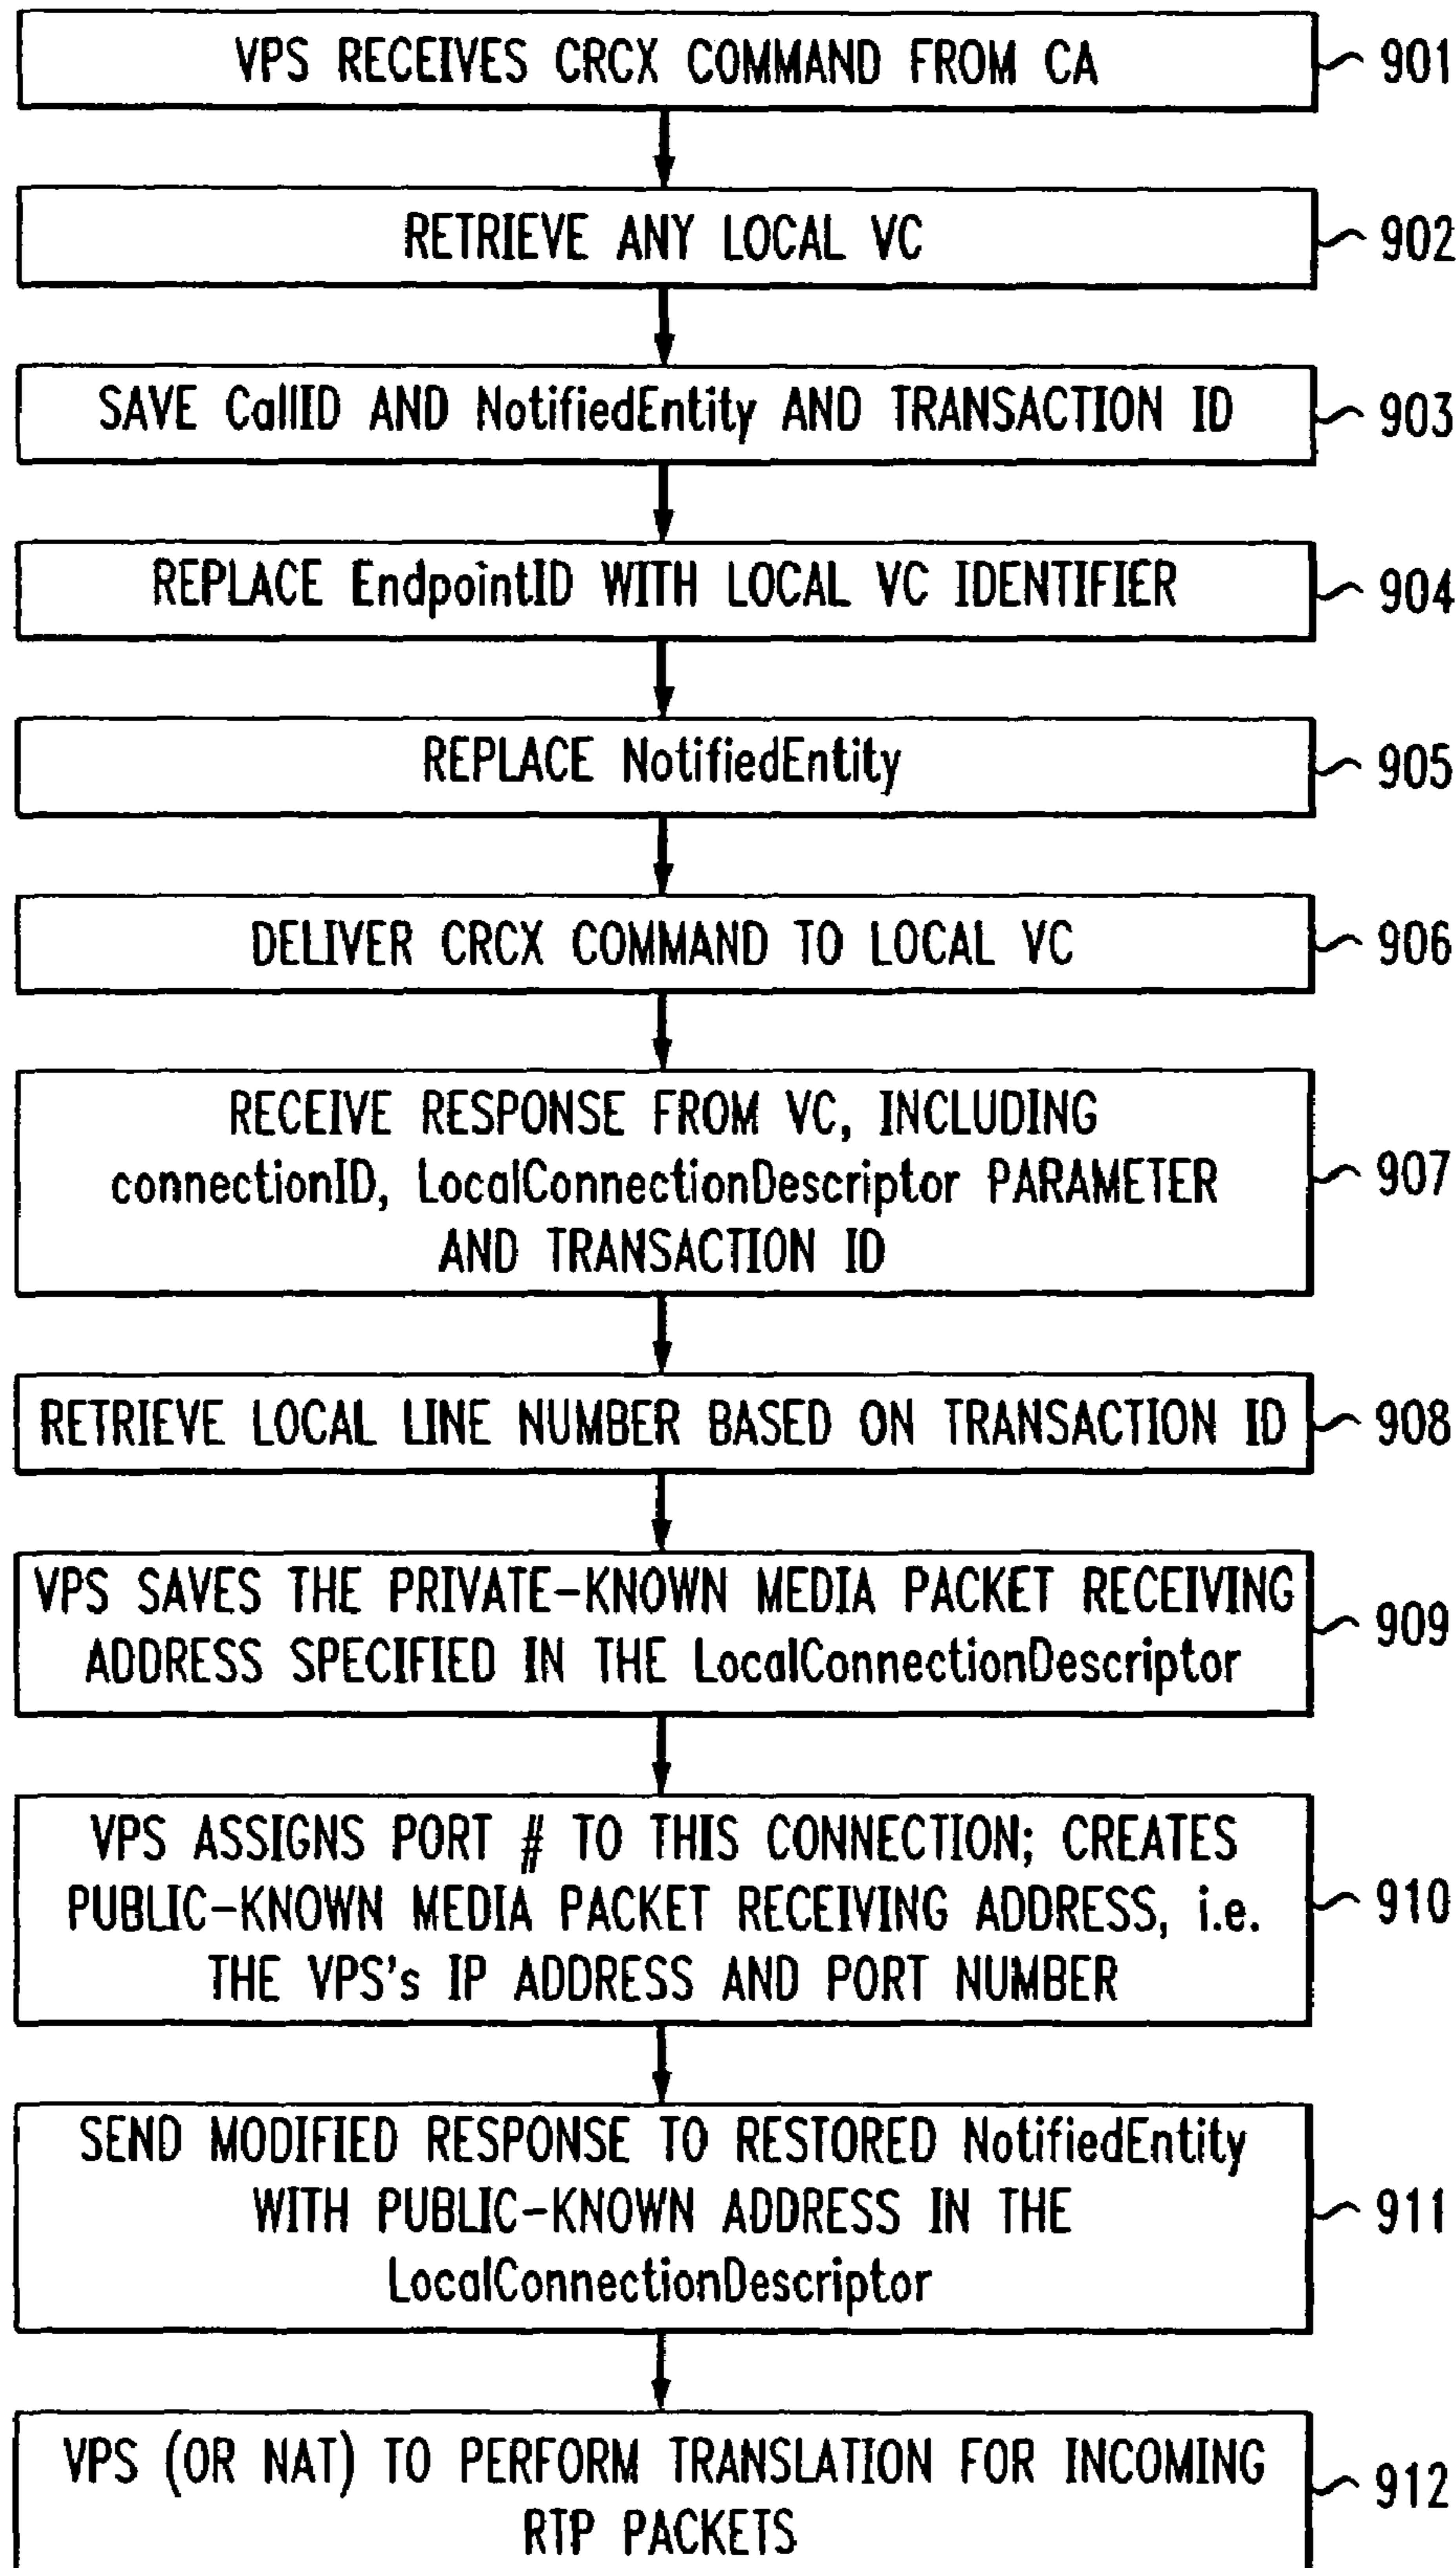 VPS RECEIVES CRCX COMMAND FROM CA
901
RETRIEVE ANY LOCAL VC
902
SAVE CallID AND NotifiedEntity AND TRANSACTION ID
903
REPLACE EndpointID WITH LOCAL VC IDENTIFIER
904
REPLACE NotifiedEntity
905
DELIVER CRCX COMMAND TO LOCAL VC
906
RECEIVE RESPONSE FROM VC, INCLUDING
connectionID, LocalConnectionDescriptor PARAMETER
AND TRANSACTION ID
907
RETRIEVE LOCAL LINE NUMBER BASED ON TRANSACTION ID
908
VPS SAVES THE PRIVATE-KNOWN MEDIA PACKET RECEIVING
ADDRESS SPECIFIED IN THE LocalConnectionDescriptor
909
VPS ASSIGNS PORT # TO THIS CONNECTION; CREATES
PUBLIC-KNOWN MEDIA PACKET RECEIVING ADDRESS, i.e.
THE VPS's IP ADDRESS AND PORT NUMBER
910
SEND MODIFIED RESPONSE TO RESTORED NotifiedEntity
WITH PUBLIC-KNOWN ADDRESS IN THE
LocalConnectionDescriptor
911
VPS (OR NAT) TO PERFORM TRANSLATION FOR INCOMING
RTP PACKETS
912